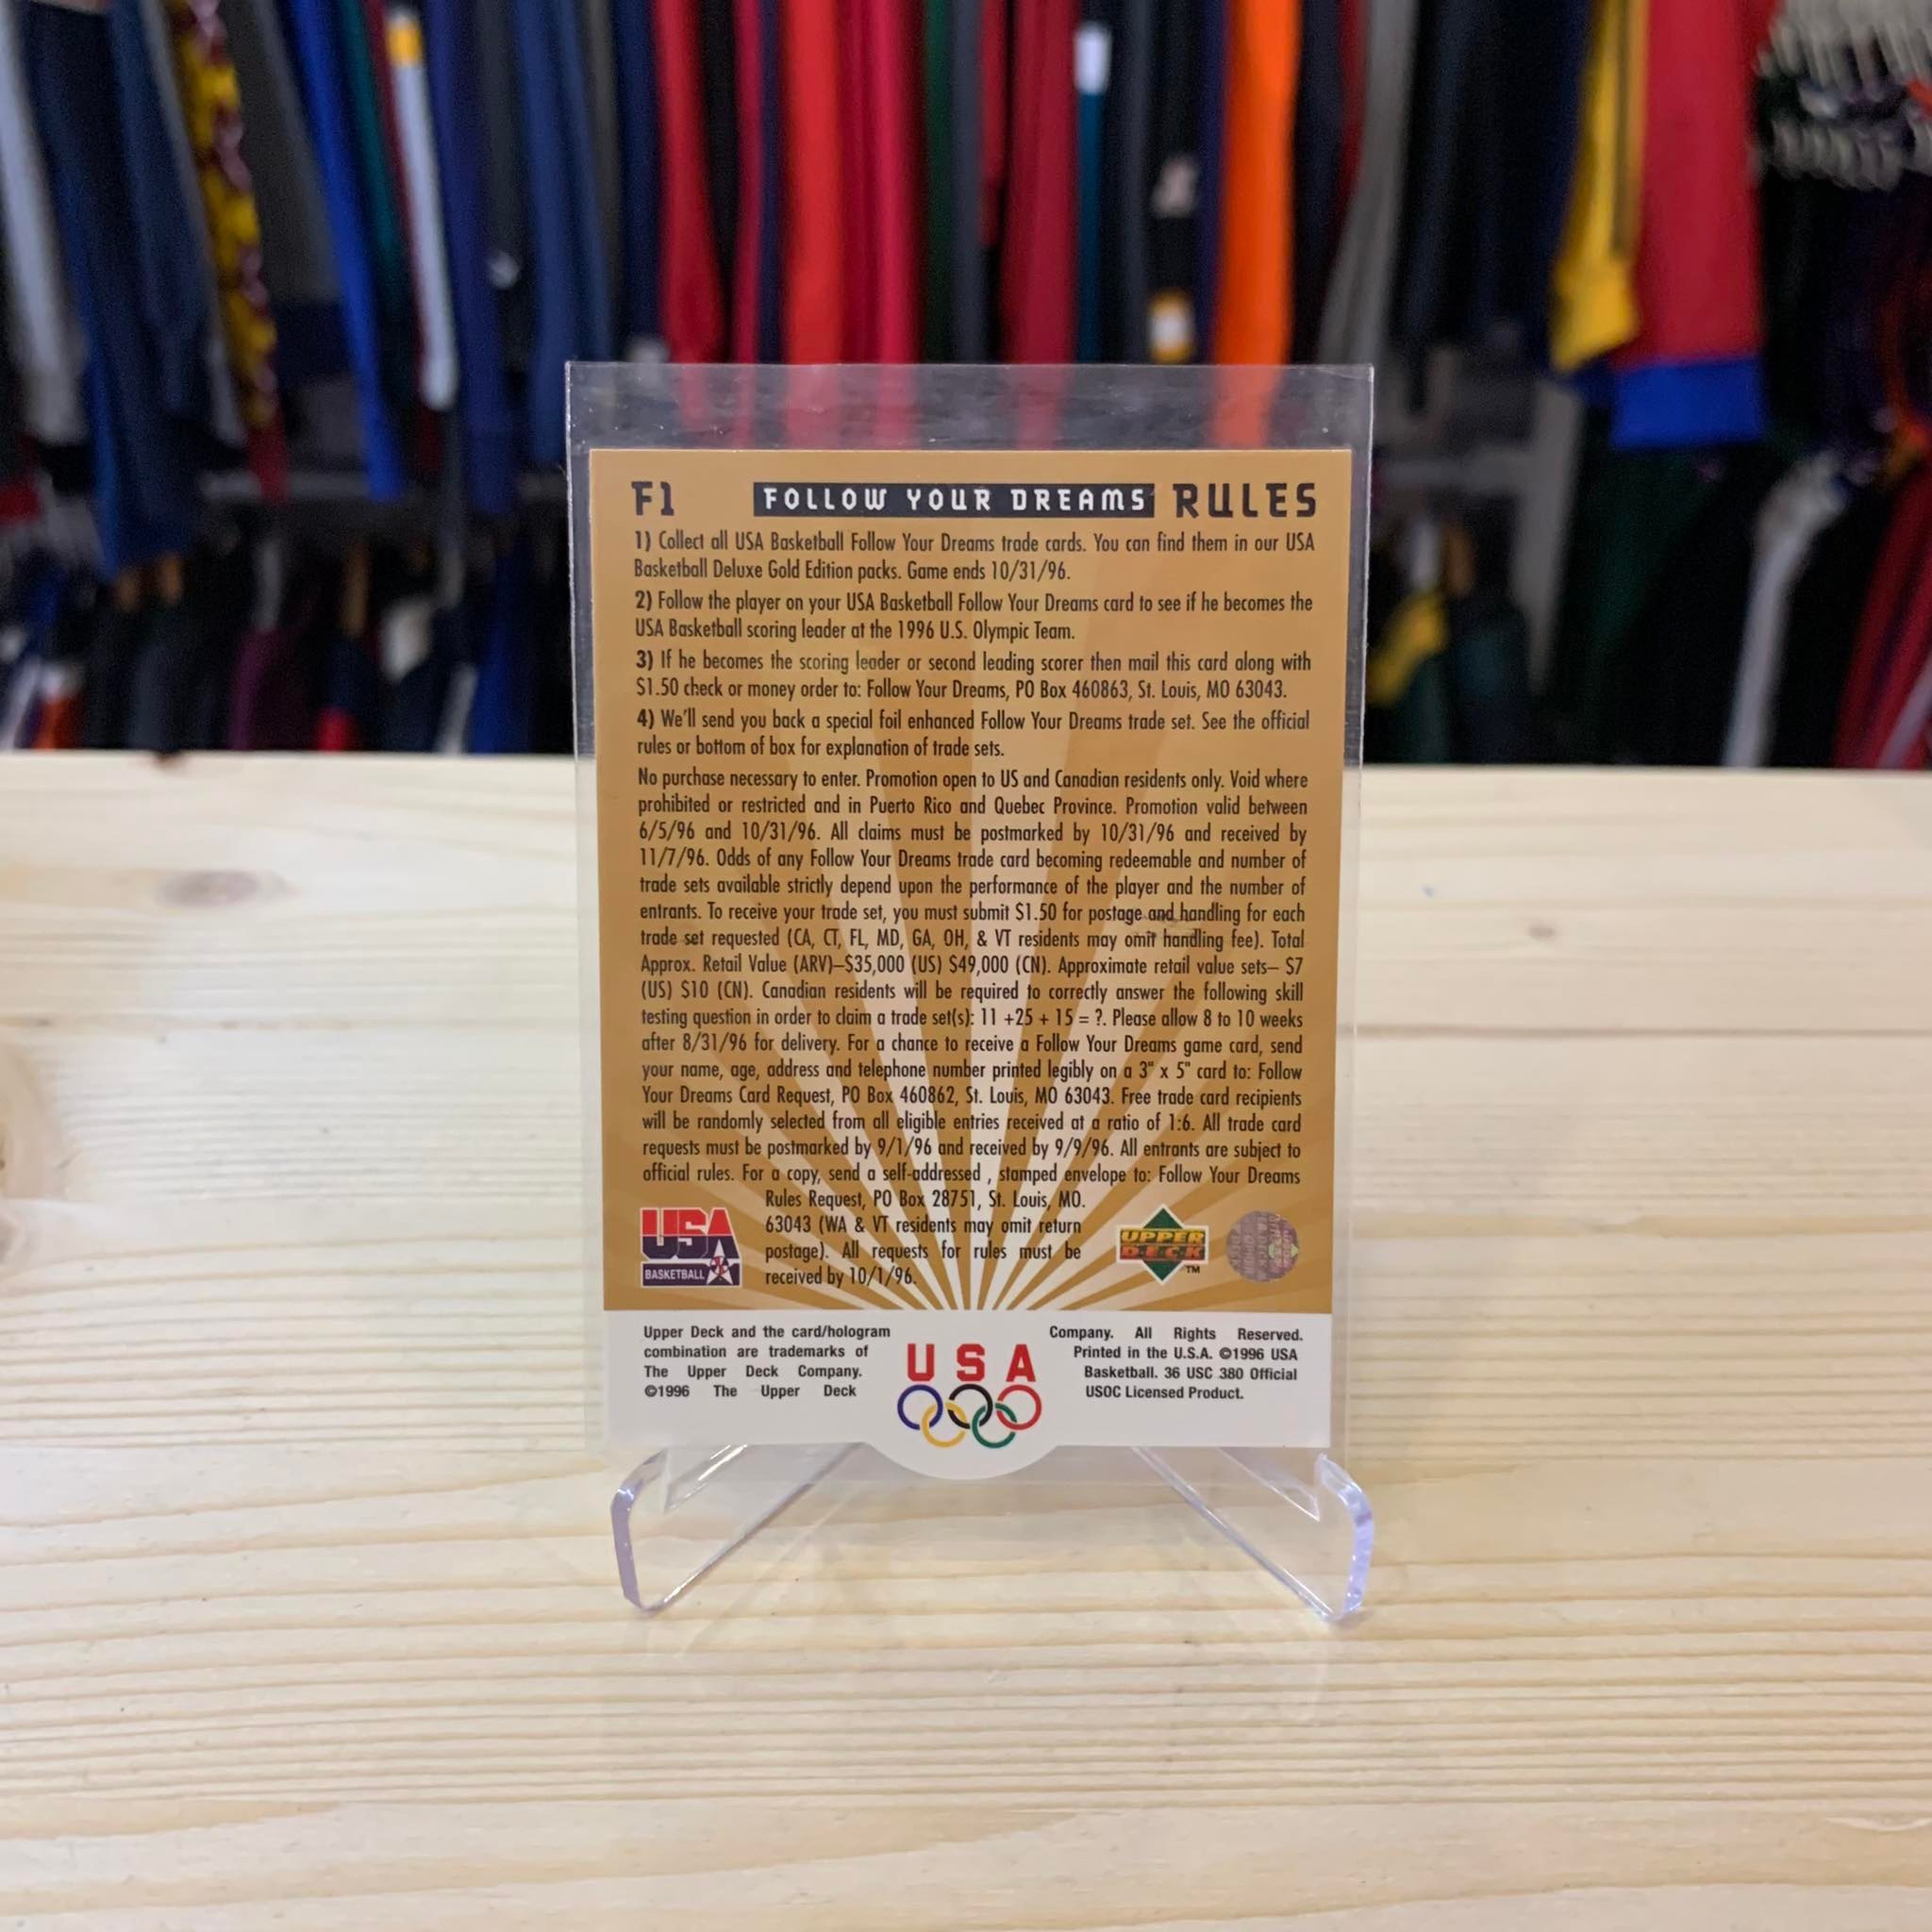 F1 FOLLOW YOUR DREAMS RULES
1) Collect all USA Basketball Follow Your Dreams trade cards. You can find them in our USA
Basketball Deluxe Gold Edition packs. Game ends 10/31/96.
2) Follow the player on your USA Basketball Follow Your Dreams card to see if he becomes the
USA Basketball scoring leader at the 1996 U.S. Olympic Team.
3) If he becomes the scoring leader or second leading scorer then mail this card along with
$1.50 check or money order to: Follow Your Dreams, PO Box 460863, St. Louis, MO 63043.
4) We'll send you back a special foil enhanced Follow Your Dreams trade set. See the official
rules or bottom of box for explanation of trade sets.
No purchase necessary to enter. Promotion open to US and Canadian residents only. Void where
prohibited or restricted and in Puerto Rico and Quebec Province. Promotion valid between
6/5/96 and 10/31/96. All claims must be postmarked by 10/31/96 and received by
11/7/96. Odds of any Follow Your Dreams trade card becoming redeemable and number of
trade sets available strictly depend upon the performance of the player and the number of
entrants. To receive your trade set, you must submit $1.50 for postage and handling for each
trade set requested (CA, CT, FL, MD, GA, OH, & VT residents may omit handling fee). Total
Approx. Retail Value (ARV)–$35,000 (US) $49,000 (CN). Approximate retail value sets– $7
(US) $10 (CN). Canadian residents will be required to correctly answer the following skill
testing question in order to claim a trade set(s): 11 +25 + 15 = ?. Please allow 8 to 10 weeks
after 8/31/96 for delivery. For a chance to receive a Follow Your Dreams game card, send
your name, age, address and telephone number printed legibly on a 3" x 5" card to: Follow
Your Dreams Card Request, PO Box 460862, St. Louis, MO 63043. Free trade card recipients
will be randomly selected from all eligible entries received at a ratio of 1:6. All trade card
requests must be postmarked by 9/1/96 and received by 9/9/96. All entrants are subject to
official rules. For a copy, send a self-addressed , stamped envelope to: Follow Your Dreams
Rules Request, PO Box 28751, St. Louis, MO.
63043 (WA & VT residents may omit return
postage). All requests for rules must be
received by 10/1/96.
USA
BASKETBALL
UPPER
DECK
TM
Upper Deck and the card/hologram
combination are trademarks of
The Upper Deck Company.
©1996 The Upper Deck
USA
Company. All Rights Reserved.
Printed in the U.S.A. ©1996 USA
Basketball. 36 USC 380 Official
USOC Licensed Product.